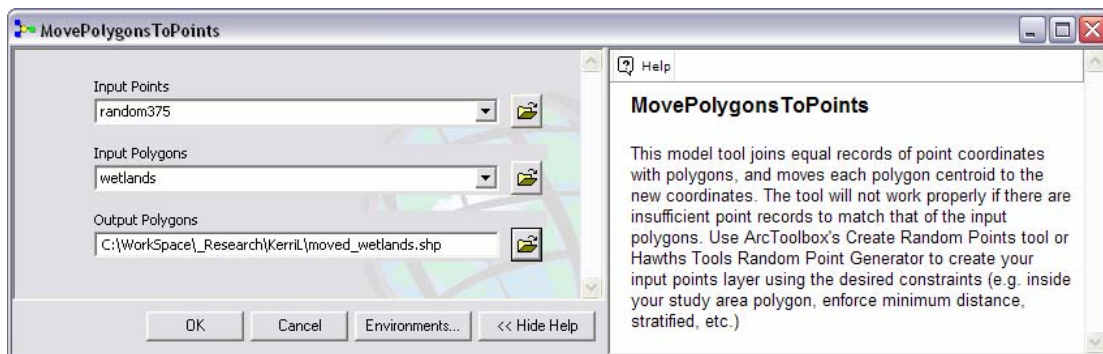 MovePolygonsToPoints
Input Points
random375
Input Polygons
wetlands
Output Polygons
C:\WorkSpace\_Research\KerriL\moved_wetlands.shp
OK
Cancel
Environments...
<< Hide Help
Help
MovePolygonsToPoints
This model tool joins equal records of point coordinates
with polygons, and moves each polygon centroid to the
new coordinates. The tool will not work properly if there are
insufficient point records to match that of the input
polygons. Use ArcToolbox's Create Random Points tool or
Hawths Tools Random Point Generator to create your
input points layer using the desired constraints (e.g. inside
your study area polygon, enforce minimum distance,
stratified, etc.)